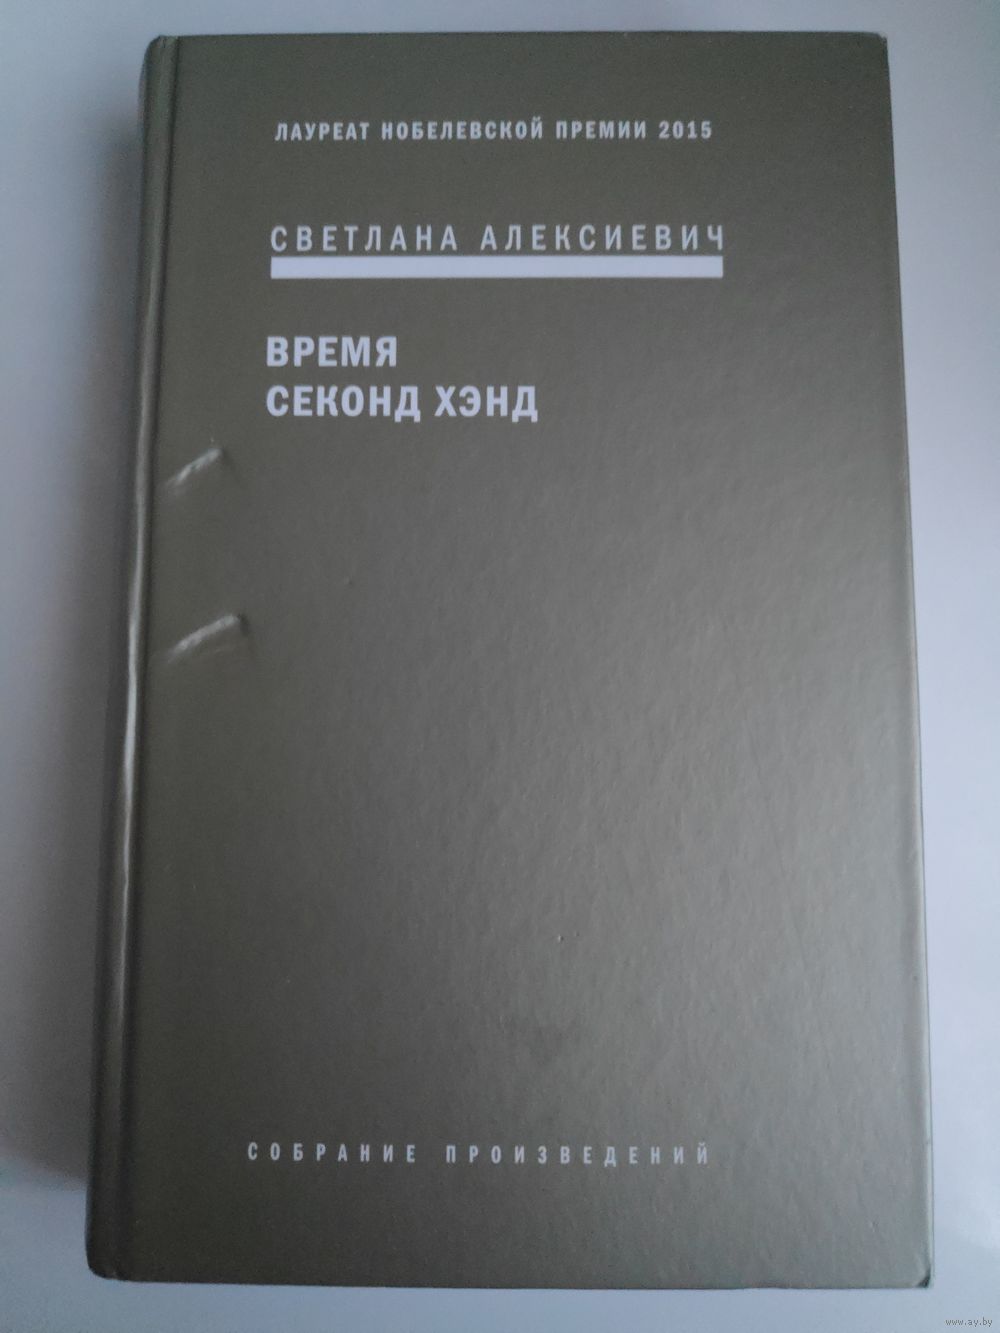 ЛАУРЕАТ НОБЕЛЕВСКОЙ ПРЕМИИ 2015
СВЕТЛАНА АЛЕКСИЕВИЧ
ВРЕМЯ
СЕКОНД ХЭНД
СОБРАНИЕ ПРОИЗВЕДЕНИЙ
www.ay.by